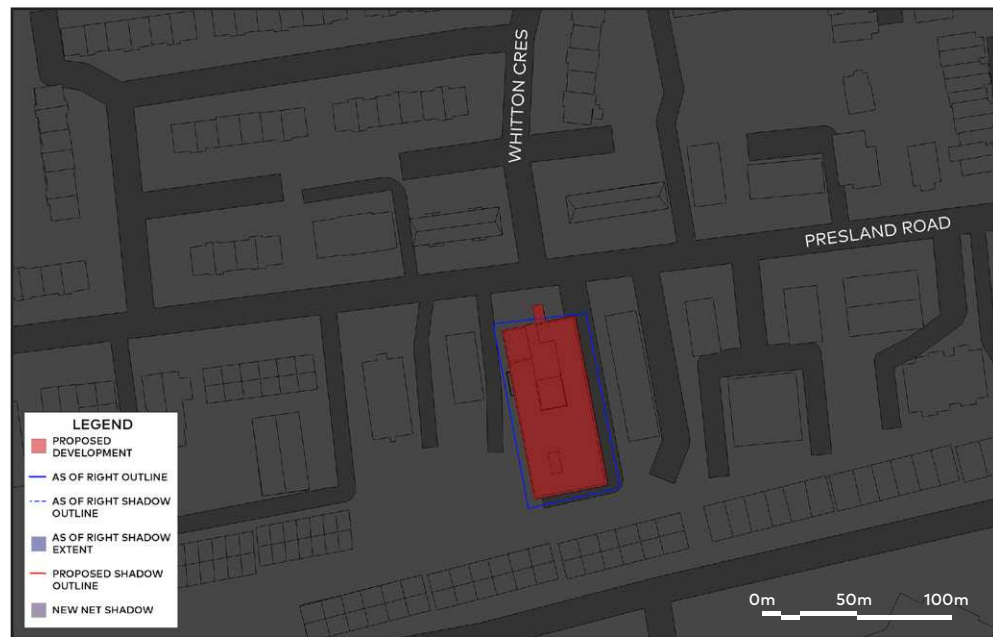 WHITTON CRES
PRESLAND ROAD
LEGEND
PROPOSED
DEVELOPMENT
AS OF RIGHT OUTLINE
AS OF RIGHT SHADOW
OUTLINE
AS OF RIGHT SHADOW
EXTENT
PROPOSED SHADOW
OUTLINE
NEW NET SHADOW
0m 50m 100m